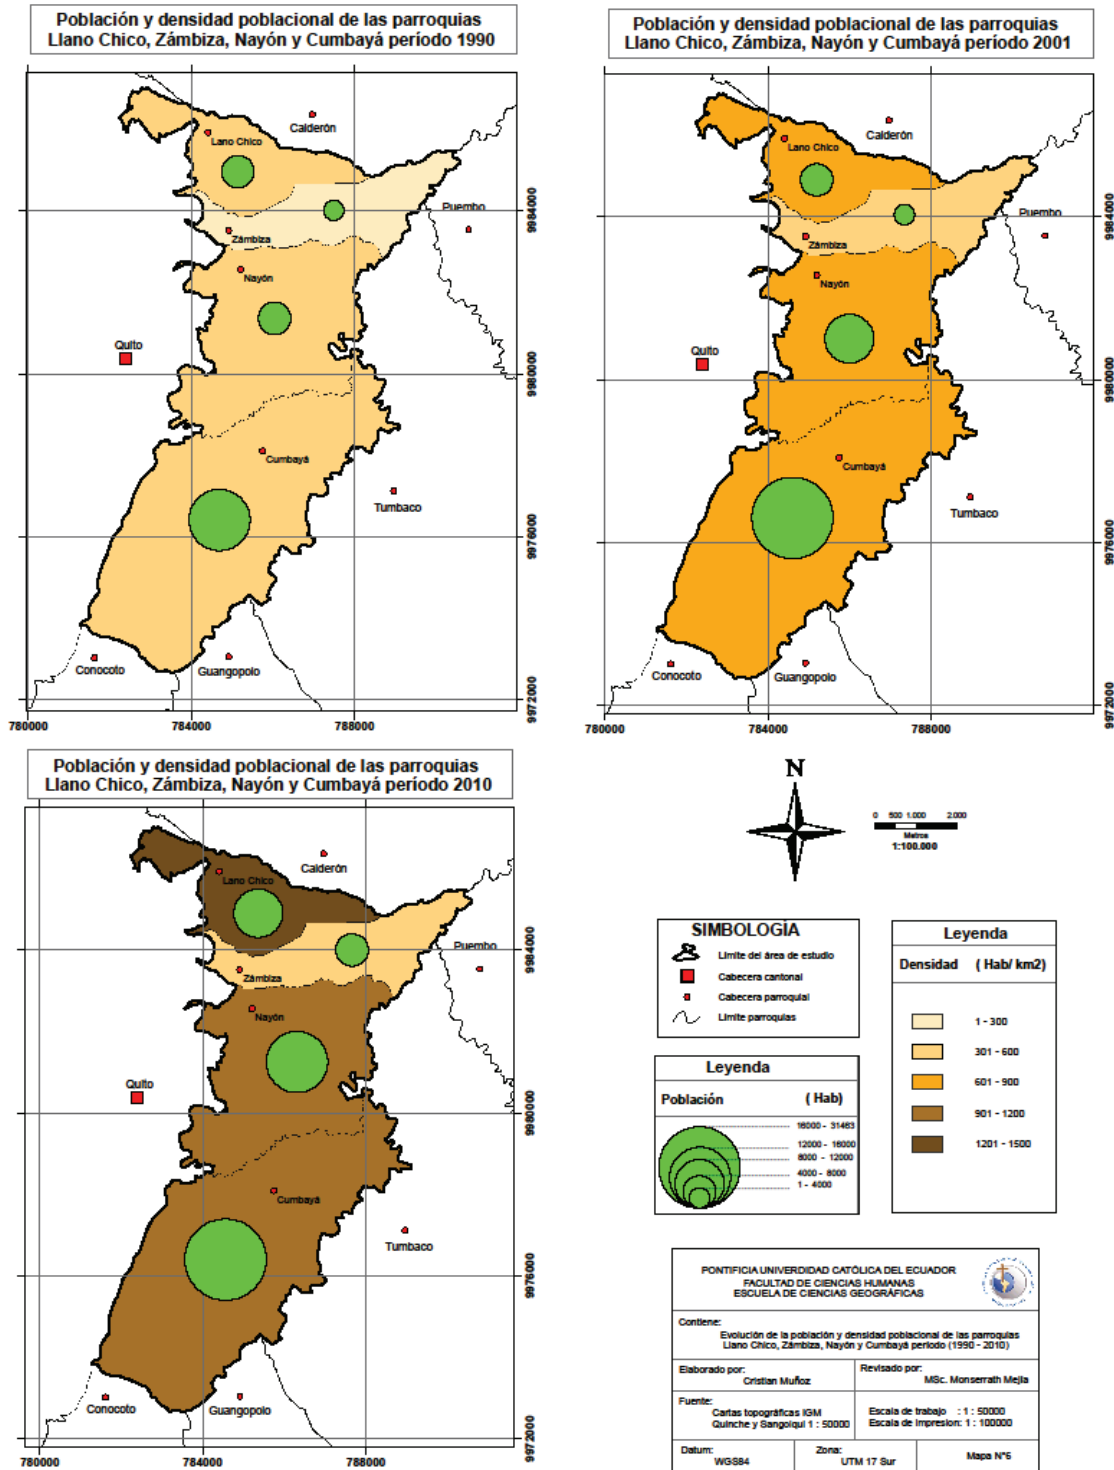 Población y densidad poblacional de las parroquias
Llano Chico, Zámbiza, Nayón y Cumbayá período 1990
Calderón
Lano Chico
Puembo
Zámbiza
Nayón
Quito
Cumbayá
Tumbaco
Conocoto
Guangopolo
9984000
9980000
9976000
9972000
780000
784000
788000
Población y densidad poblacional de las parroquias
Llano Chico, Zámbiza, Nayón y Cumbayá período 2001
Calderón
Lano Chico
Puembo
Zámbiza
Nayón
Quito
Cumbayá
Tumbaco
Conocoto
Guangopolo
9984000
9980000
9976000
9972000
780000
784000
788000
Población y densidad poblacional de las parroquias
Llano Chico, Zámbiza, Nayón y Cumbayá período 2010
Calderón
Lano Chico
Puembo
Zámbiza
Nayón
Quito
Cumbayá
Tumbaco
Conocoto
Guangopolo
9984000
9980000
9976000
9972000
780000
784000
788000
N
0 500 1.000 2.000
Metros
1:100.000
SIMBOLOGÍA
Limite del área de estudio
Cabecera cantonal
Cabecera parroquial
Limite parroquias
Leyenda
Densidad ( Hab/ km2)
1 - 300
301 - 600
601 - 900
901 - 1200
1201 - 1500
Leyenda
Población ( Hab)
16000 - 31463
12000 - 16000
8000 - 12000
4000 - 8000
1 - 4000
PONTIFICIA UNIVERDIDAD CATÓLICA DEL ECUADOR
FACULTAD DE CIENCIAS HUMANAS
ESCUELA DE CIENCIAS GEOGRÁFICAS
Contiene:
Evolución de la población y densidad poblacional de las parroquias
Llano Chico, Zámbiza, Nayón y Cumbayá período (1990 - 2010)
Elaborado por:
Cristian Muñoz
Revisado por:
MSc. Monserrath Mejía
Fuente:
Cartas topográficas IGM
Quinche y Sangolquí 1 : 50000
Escala de trabajo : 1 : 50000
Escala de impresion: 1 : 100000
Datum:
WGS84
Zona:
UTM 17 Sur
Mapa N°6